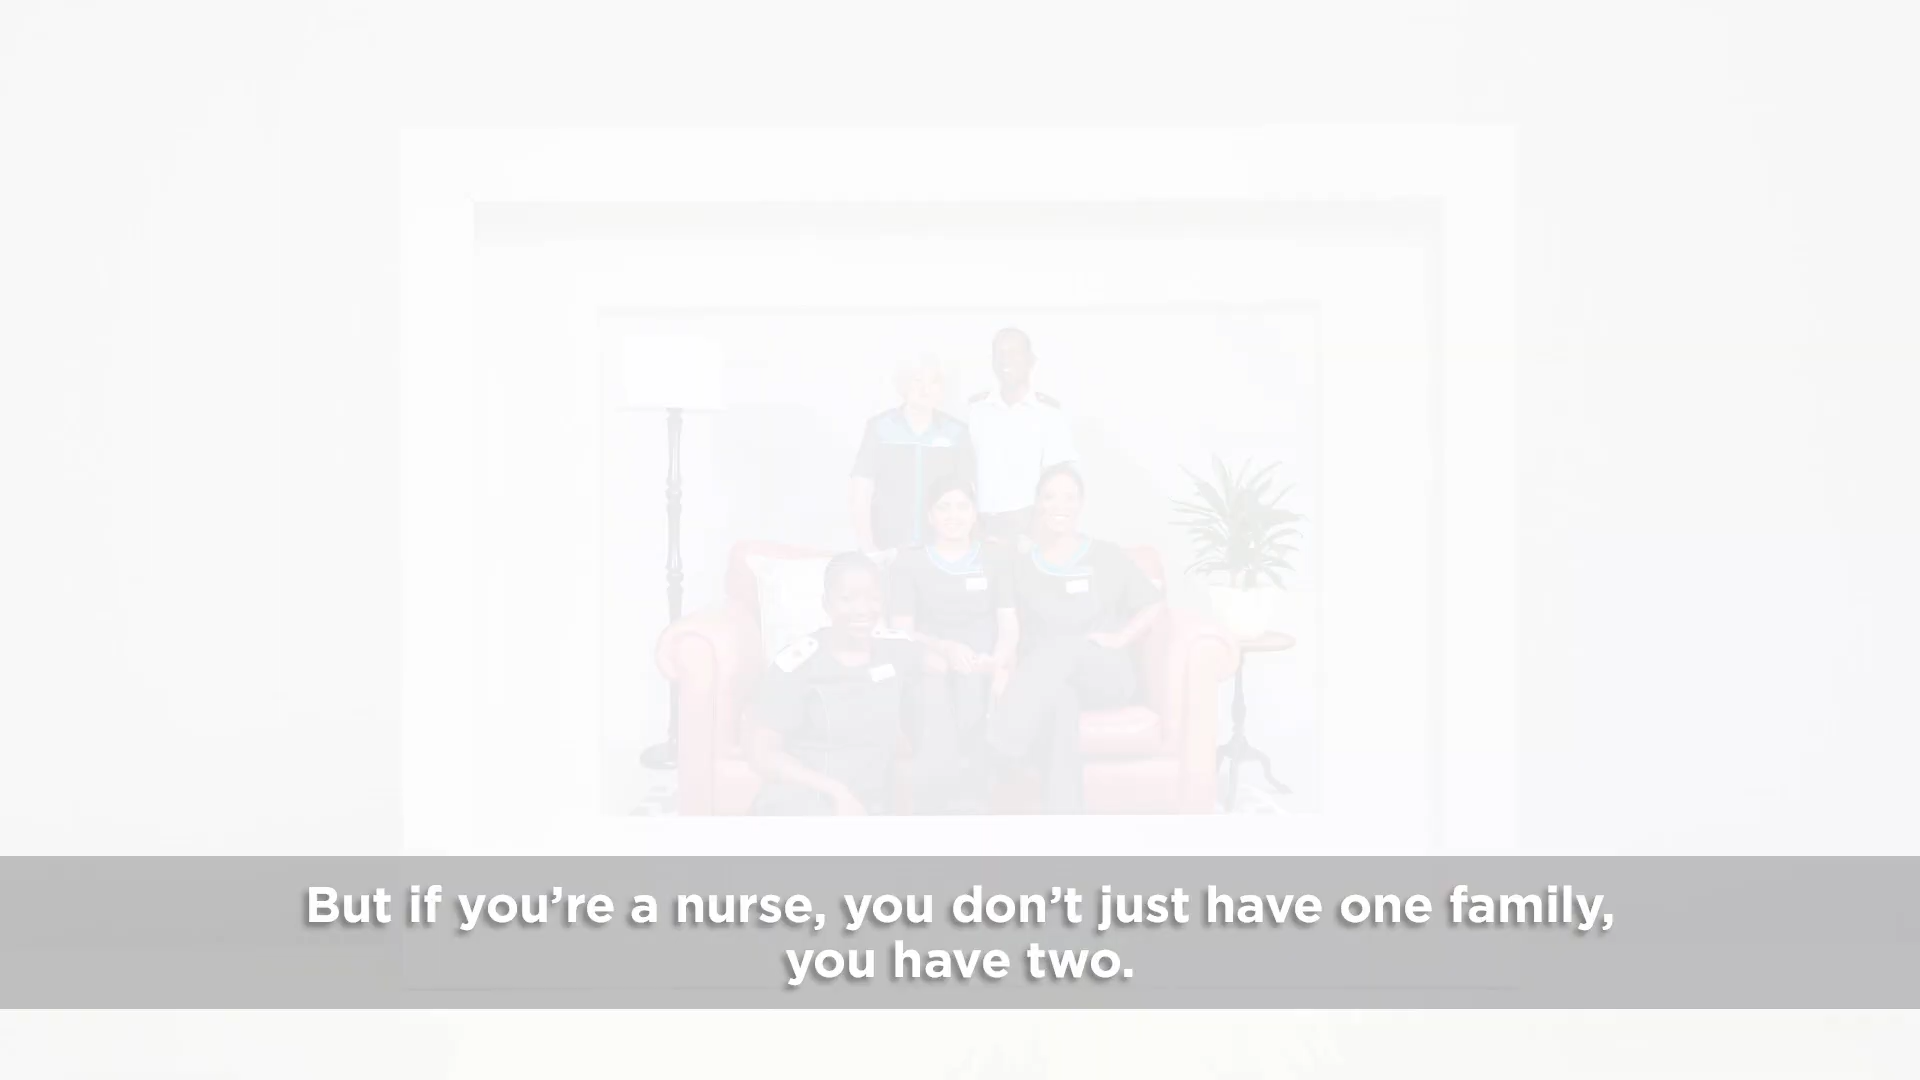 But if you’re a nurse, you don’t just have one family,
you have two.